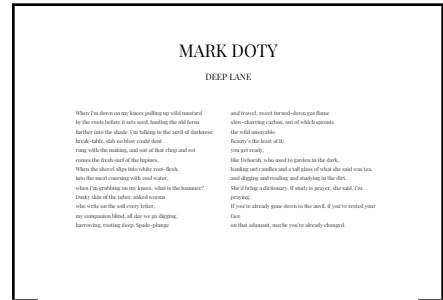 MARK DOTY
DEEP LANE
When I'm down on my knees pulling up wild mustard
by the roots before it sets seed, hauling the old ferns
further into the shade, I'm talking to the anvil of darkness:
break-table, slab no blow could dent
rung with the making, and out of that chop and rot
comes the fresh surf of the lupines.
When the shovel slips into white root-flesh,
into the meat coursing with cool water,
when I'm grubbing on my knees, what is the hammer?
Dusky skin of the tuber, naked worms
who write on the soil every letter,
my companion blind, all day we go digging,
harrowing, rooting deep. Spade-plunge
and trowel, sweet turned-down gas flame
slow-charring carbon, out of which sprouts
the wild unsayable.
Beauty's the least of it:
you get ready,
like Deborah, who used to garden in the dark,
hauling out candles and a tall glass of what she said was tea,
and digging and reading and studying in the dirt.
She'd bring a dictionary. If study is prayer, she said, I'm
praying.
If you've already gone down to the anvil, if you've rested your
face
on that adamant, maybe you're already changed.